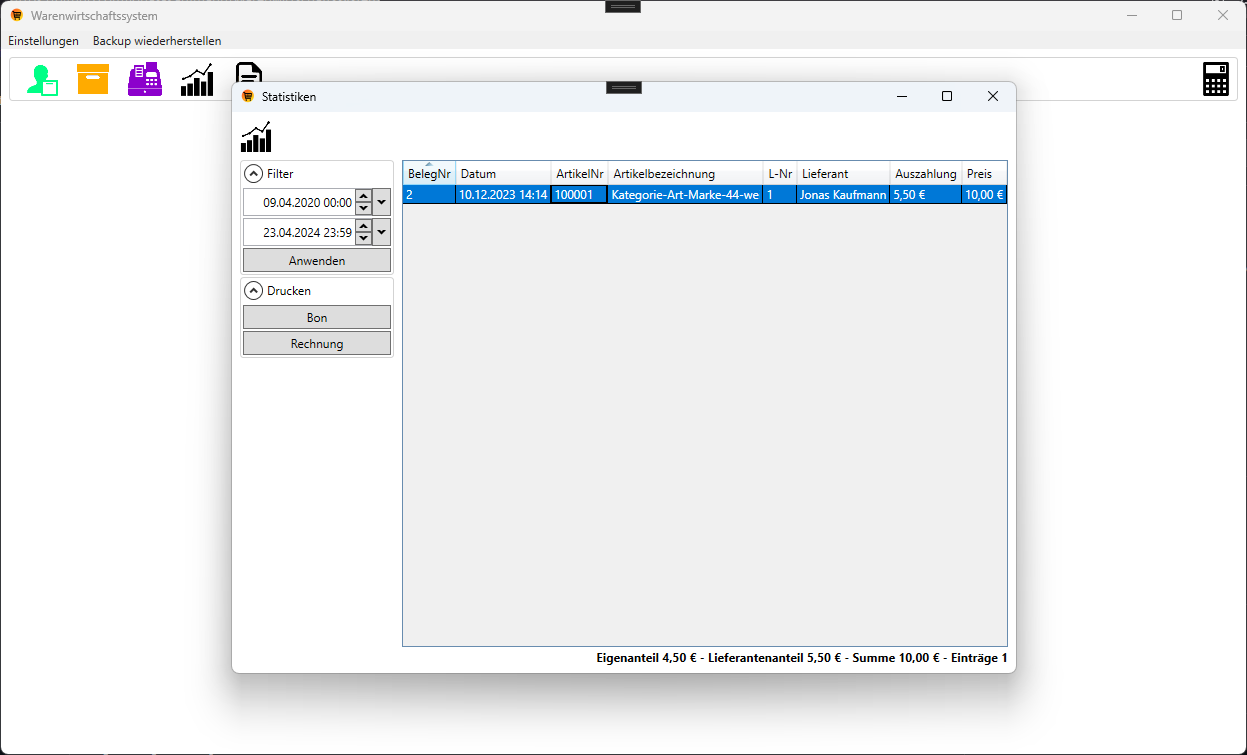 Warenwirtschaftssystem
Einstellungen Backup wiederherstellen
Statistiken
Filter
09.04.2020 00:00
23.04.2024 23:59
Anwenden
Drucken
Bon
Rechnung
BelegNr Datum ArtikelNr Artikelbezeichnung L-Nr Lieferant Auszahlung Preis
2 10.12.2023 14:14 100001 Kategorie-Art-Marke-44-we 1 Jonas Kaufmann 5,50 € 10,00 €
Eigenanteil 4,50 € - Lieferantenanteil 5,50 € - Summe 10,00 € - Einträge 1